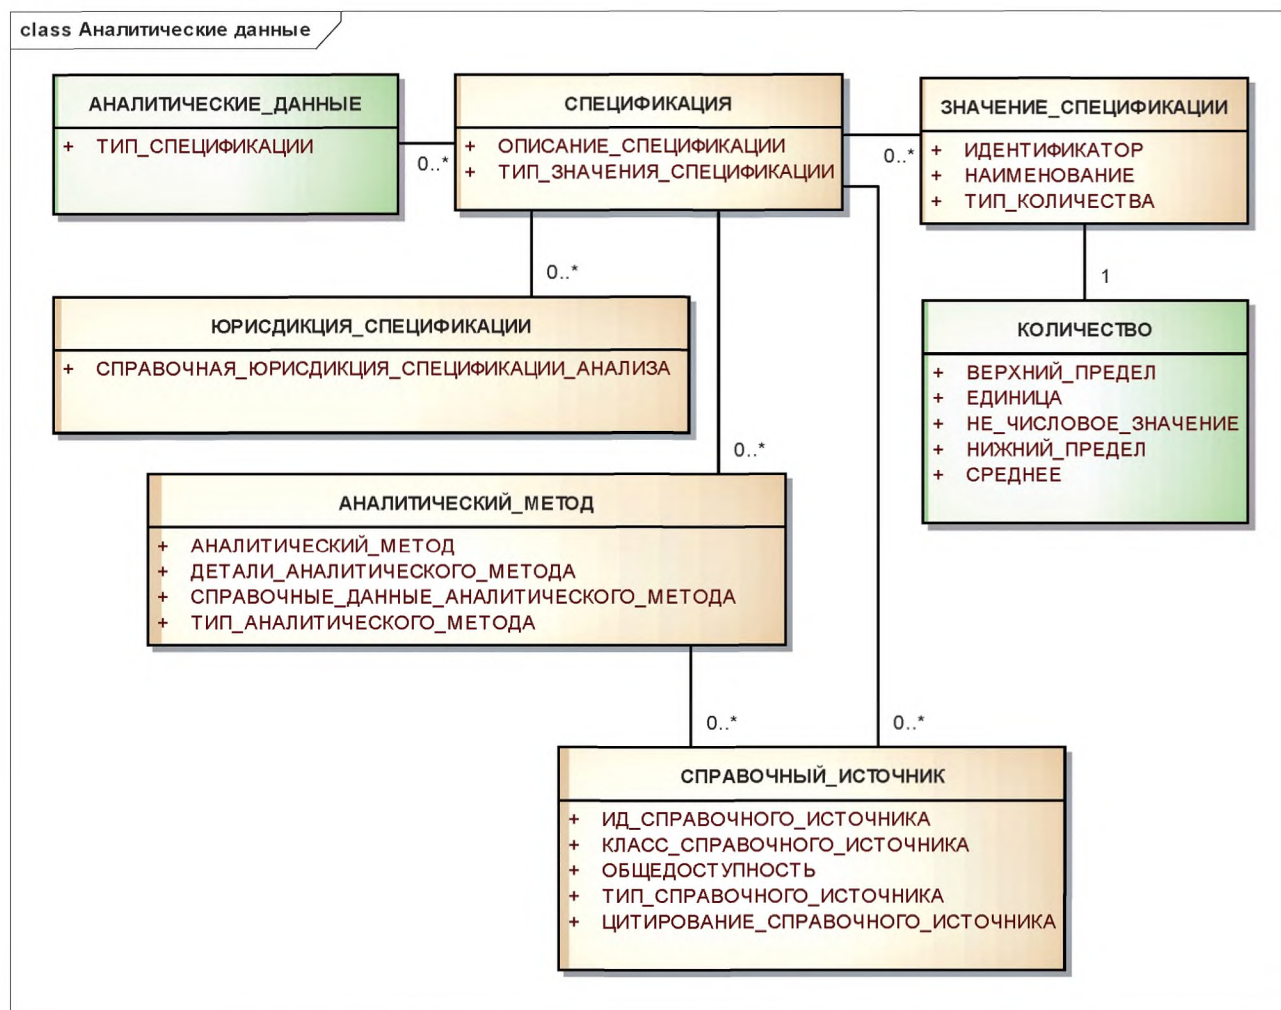 class Аналитические данные
АНАЛИТИЧЕСКИЕ_ДАННЫЕ
+ ТИП_СПЕЦИФИКАЦИИ
0..*
СПЕЦИФИКАЦИЯ
+ ОПИСАНИЕ_СПЕЦИФИКАЦИИ
+ ТИП_ЗНАЧЕНИЯ_СПЕЦИФИКАЦИИ
0..*
ЗНАЧЕНИЕ_СПЕЦИФИКАЦИИ
+ ИДЕНТИФИКАТОР
+ НАИМЕНОВАНИЕ
+ ТИП_КОЛИЧЕСТВА
0..*
1
ЮРИСДИКЦИЯ_СПЕЦИФИКАЦИИ
+ СПРАВОЧНАЯ_ЮРИСДИКЦИЯ_СПЕЦИФИКАЦИИ_АНАЛИЗА
КОЛИЧЕСТВО
+ ВЕРХНИЙ_ПРЕДЕЛ
+ ЕДИНИЦА
+ НЕ_ЧИСЛОВОЕ_ЗНАЧЕНИЕ
+ НИЖНИЙ_ПРЕДЕЛ
+ СРЕДНЕЕ
0..*
АНАЛИТИЧЕСКИЙ_МЕТОД
+ АНАЛИТИЧЕСКИЙ_МЕТОД
+ ДЕТАЛИ_АНАЛИТИЧЕСКОГО_МЕТОДА
+ СПРАВОЧНЫЕ_ДАННЫЕ_АНАЛИТИЧЕСКОГО_МЕТОДА
+ ТИП_АНАЛИТИЧЕСКОГО_МЕТОДА
0..*
0..*
СПРАВОЧНЫЙ_ИСТОЧНИК
+ ИД_СПРАВОЧНОГО_ИСТОЧНИКА
+ КЛАСС_СПРАВОЧНОГО_ИСТОЧНИКА
+ ОБЩЕДОСТУПНОСТЬ
+ ТИП_СПРАВОЧНОГО_ИСТОЧНИКА
+ ЦИТИРОВАНИЕ_СПРАВОЧНОГО_ИСТОЧНИКА